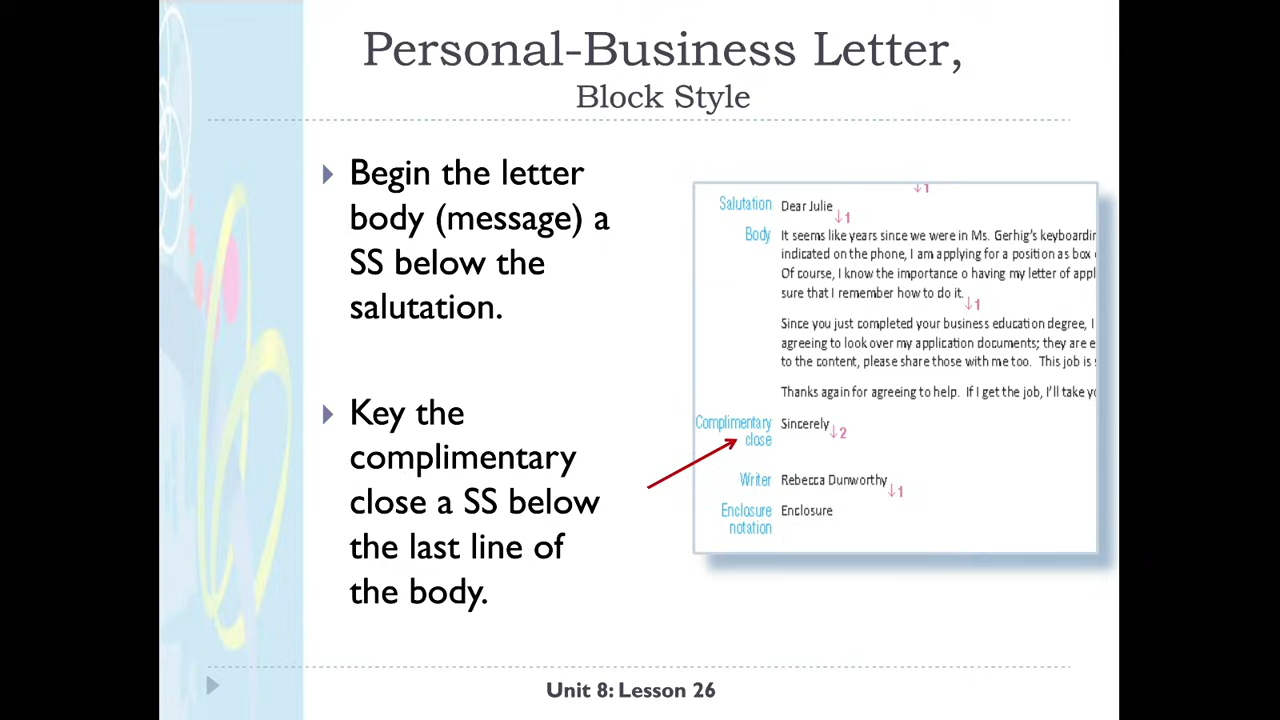 Personal-Business Letter,
Block Style
Begin the letter
body (message) a
SS below the
salutation.
Key the
complimentary
close a SS below
the last line of
the body.
↓1
Salutation Dear Julie
↓1
Body It seems like years since we were in Ms. Gerhig's
indicated on the phone, I am applying for a position as box
Of course, I know the importance o having my letter of
sure that I remember how to do it.
↓1
Since you just completed your business education degree, I
agreeing to look over my application documents; they are
to the content, please share those with me too. This job is
Thanks again for agreeing to help. If I get the job, I'll take
Complimentary Sincerely
close ↓2
Writer Rebecca Dunworthy
↓1
Enclosure Enclosure
notation
Unit 8: Lesson 26